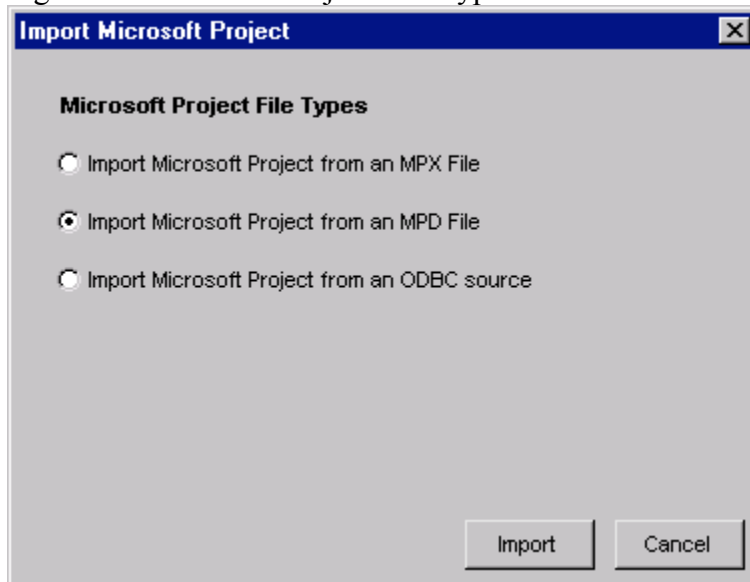 Import Microsoft Project
Microsoft Project File Types
Import Microsoft Project from an MPX File
Import Microsoft Project from an MPD File
Import Microsoft Project from an ODBC source
Import Cancel